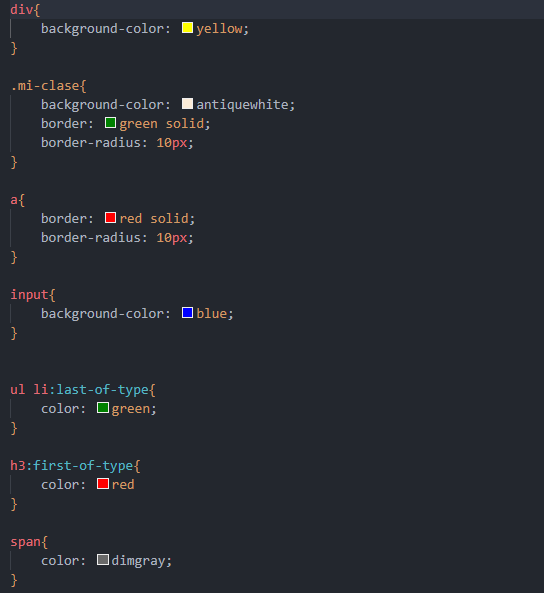 div{
    background-color: yellow;
}
.mi-clase{
    background-color: antiquewhite;
    border: green solid;
    border-radius: 10px;
}
a{
    border: red solid;
    border-radius: 10px;
}
input{
    background-color: blue;
}
ul li:last-of-type{
    color: green;
}
h3:first-of-type{
    color: red
}
span{
    color: dimgray;
}